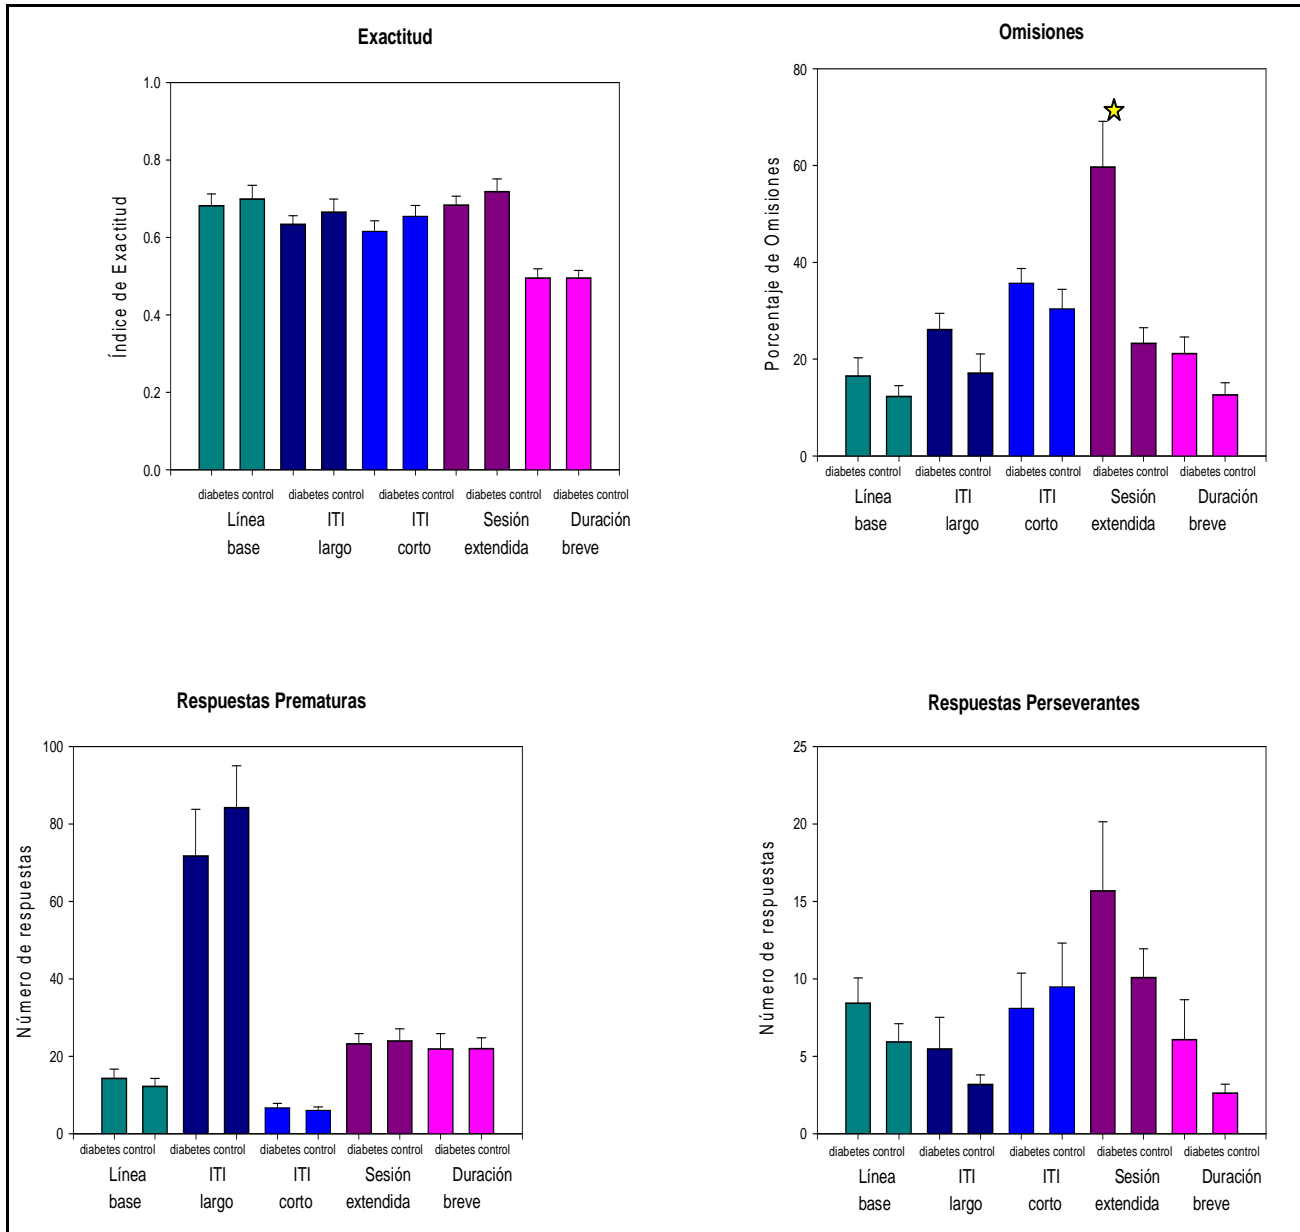 Exactitud
Índice de Exactitud
1.0
0.8
0.6
0.4
0.2
0.0
diabetes control diabetes control diabetes control diabetes control diabetes control
Línea ITI ITI Sesión Duración
base largo corto extendida breve
Omisiones
Porcentaje de Omisiones
80
60
40
20
0
diabetes control diabetes control diabetes control diabetes control diabetes control
Línea ITI ITI Sesión Duración
base largo corto extendida breve
Respuestas Prematuras
Número de respuestas
100
80
60
40
20
0
diabetes control diabetes control diabetes control diabetes control diabetes control
Línea ITI ITI Sesión Duración
base largo corto extendida breve
Respuestas Perseverantes
Número de respuestas
25
20
15
10
5
0
diabetes control diabetes control diabetes control diabetes control diabetes control
Línea ITI ITI Sesión Duración
base largo corto extendida breve